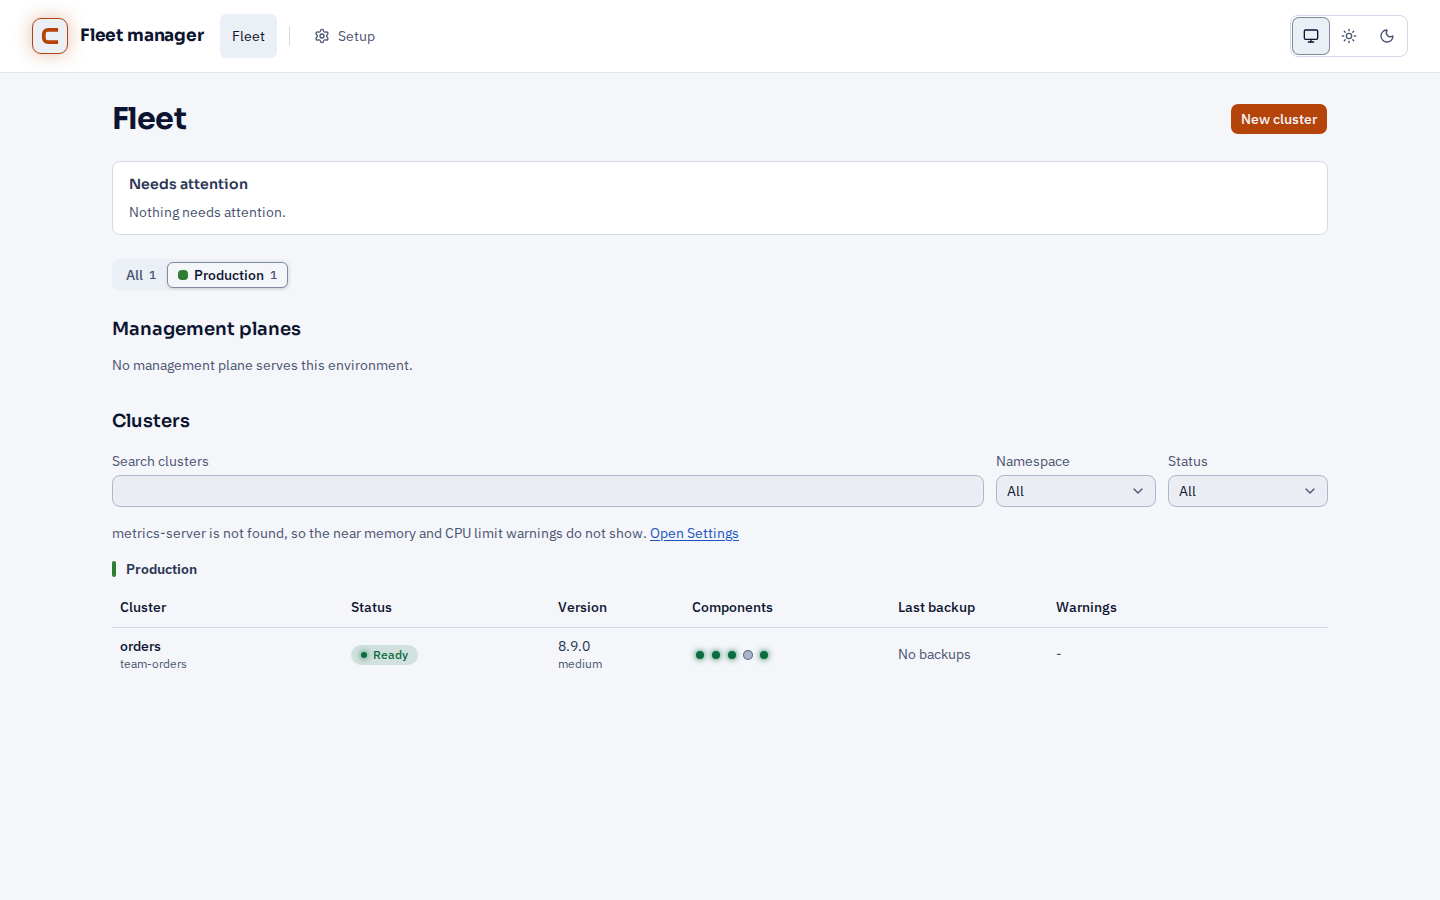 Fleet manager
Fleet
Setup
Fleet
New cluster
Needs attention
Nothing needs attention.
All 1
Production 1
Management planes
No management plane serves this environment.
Clusters
Search clusters
Namespace
Status
All
All
metrics-server is not found, so the near memory and CPU limit warnings do not show. Open Settings
Production
Cluster Status Version Components Last backup Warnings
orders
team-orders
Ready
8.9.0
medium
No backups
-